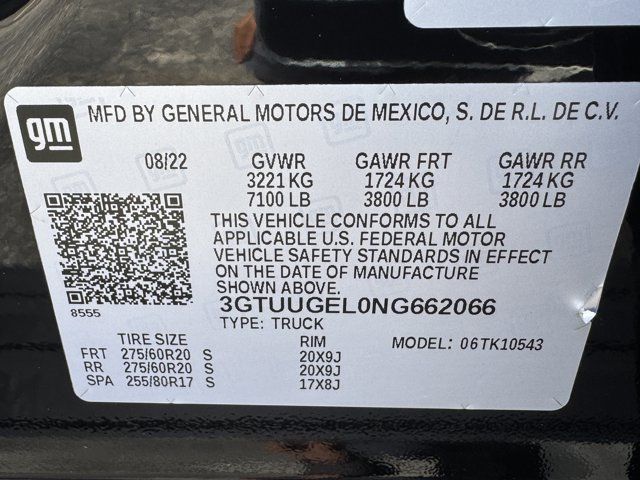 gm
MFD BY GENERAL MOTORS DE MEXICO, S. DE R.L. DE C.V.
08/22 GVWR GAWR FRT GAWR RR
3221 KG 1724 KG 1724 KG
7100 LB 3800 LB 3800 LB
THIS VEHICLE CONFORMS TO ALL
APPLICABLE U.S. FEDERAL MOTOR
VEHICLE SAFETY STANDARDS IN EFFECT
ON THE DATE OF MANUFACTURE
SHOWN ABOVE.
8555
3GTUUGEL0NG662066
TYPE: TRUCK
TIRE SIZE RIM MODEL: 06TK10543
FRT 275/60R20 S 20X9J
RR 275/60R20 S 20X9J
SPA 255/80R17 S 17X8J